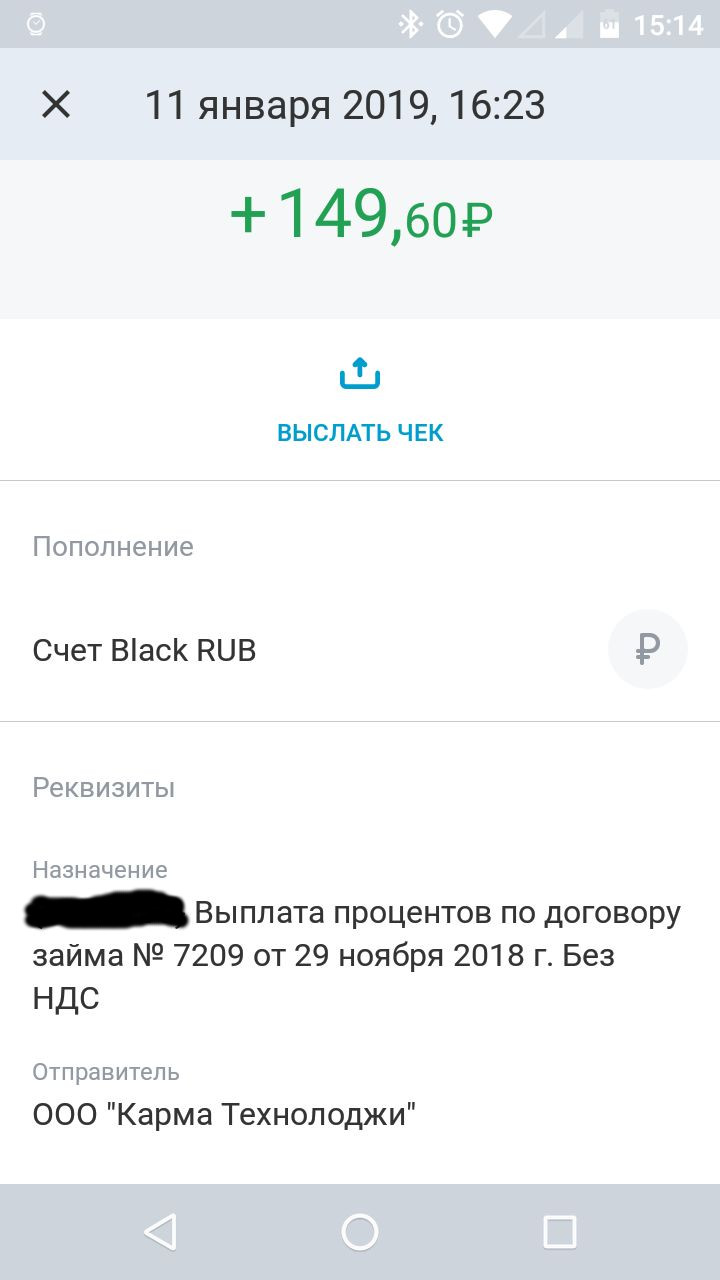 61 15:14
11 января 2019, 16:23
+149,60₽
ВЫСЛАТЬ ЧЕК
Пополнение
Счет Black RUB ₽
Реквизиты
Назначение
Выплата процентов по договору
займа № 7209 от 29 ноября 2018 г. Без
НДС
Отправитель
ООО "Карма Технолоджи"